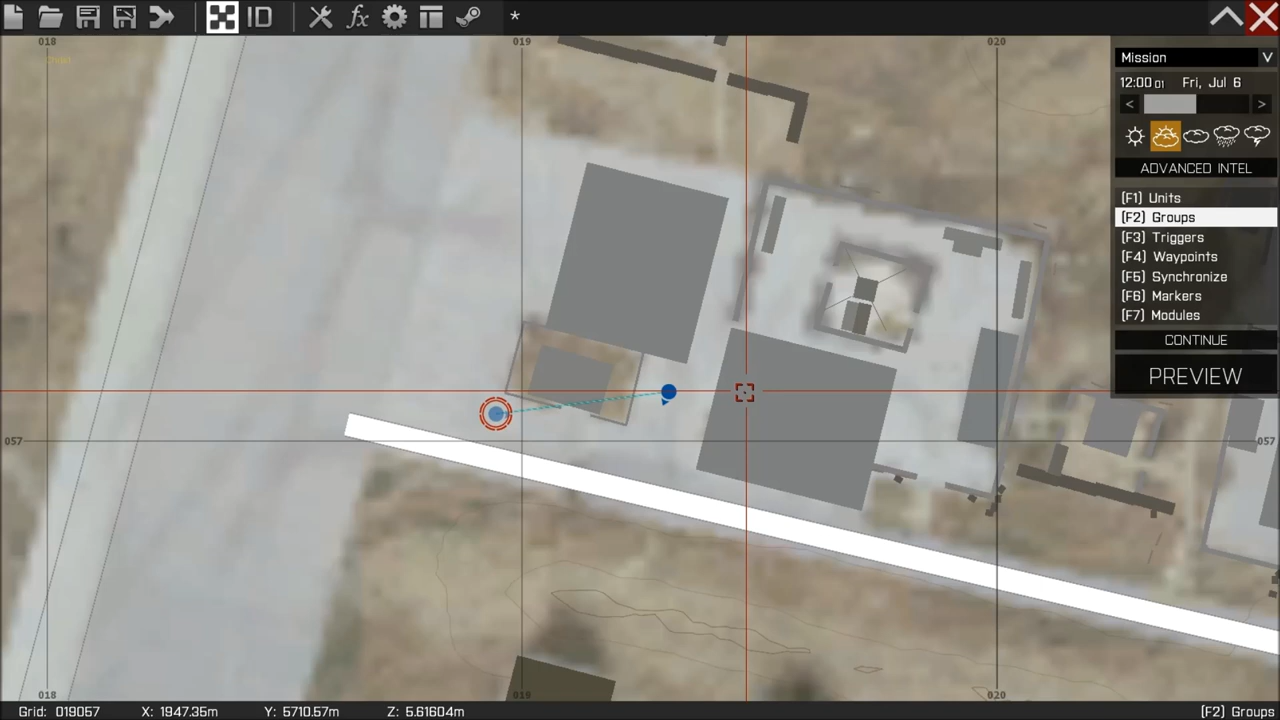 ID
fx
*
∨
018
019
020
Mission V
12:00 01 Fri, Jul 6
< >
ADVANCED INTEL
[F1] Units
[F2] Groups
[F3] Triggers
[F4] Waypoints
[F5] Synchronize
[F6] Markers
[F7] Modules
CONTINUE
PREVIEW
057
057
018
019
020
Grid: 019057 X: 1947.35m Y: 5710.57m Z: 5.61604m [F2] Groups